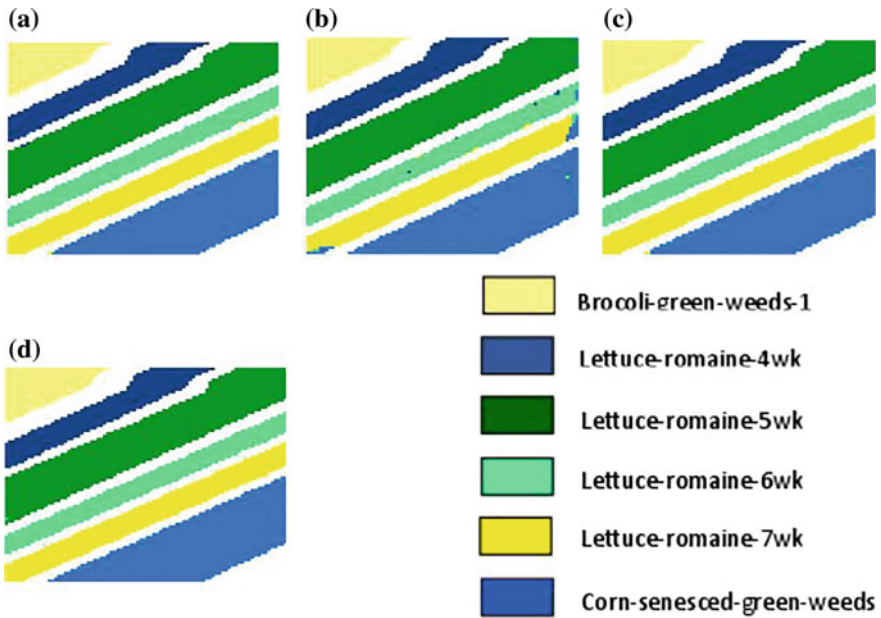 (a)
(b)
(c)
Brocoli-green-weeds-1
(d)
Lettuce-romaine-4wk
Lettuce-romaine-5wk
Lettuce-romaine-6wk
Lettuce-romaine-7wk
Corn-senesced-green-weeds